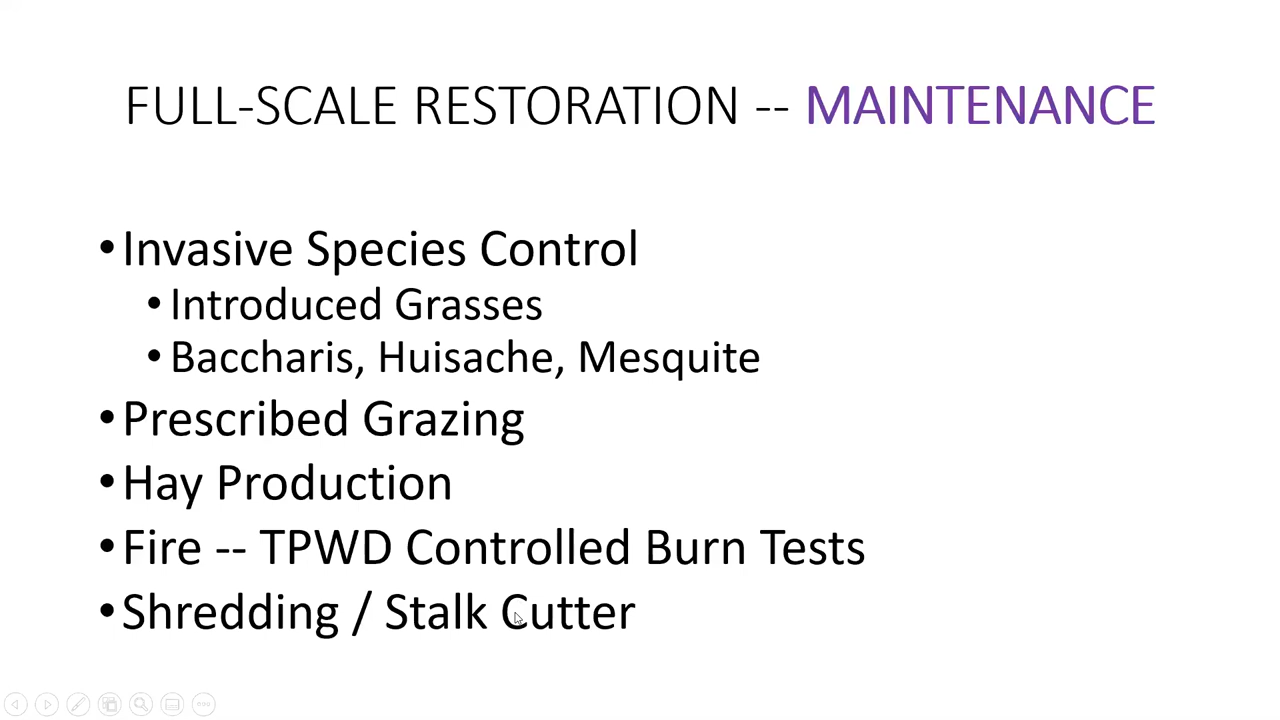 FULL-SCALE RESTORATION -- MAINTENANCE
•Invasive Species Control
•Introduced Grasses
•Baccharis, Huisache, Mesquite
•Prescribed Grazing
•Hay Production
•Fire -- TPWD Controlled Burn Tests
•Shredding / Stalk Cutter